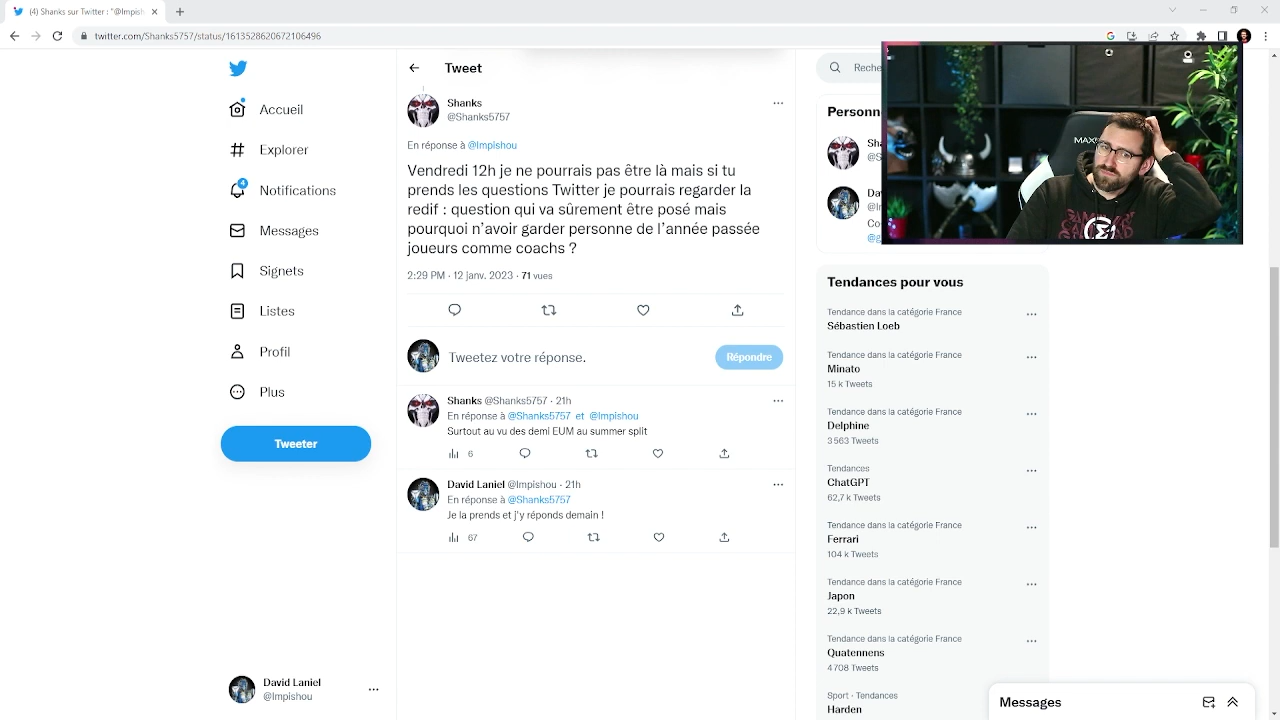 (4) Shanks sur Twitter : "@Impish
twitter.com/Shanks5757/status/1613528620672106496
Accueil
Explorer
4
Notifications
Messages
Signets
Listes
Profil
Plus
Tweeter
David Laniel
@Impishou
Tweet
Shanks
@Shanks5757
En réponse à @Impishou
Vendredi 12h je ne pourrais pas être là mais si tu
prends les questions Twitter je pourrais regarder la
redif : question qui va sûrement être posé mais
pourquoi n’avoir garder personne de l’année passée
joueurs comme coachs ?
2:29 PM · 12 janv. 2023 · 71 vues
Tweetez votre réponse.
Répondre
Shanks @Shanks5757 · 21h
En réponse à @Shanks5757 et @Impishou
Surtout au vu des demi EUM au summer split
6
David Laniel @Impishou · 21h
En réponse à @Shanks5757
Je la prends et j'y réponds demain !
67
Reche
Personn
Sha
@S
Da
@Im
Co
@g
MAX
Tendances pour vous
Tendance dans la catégorie France
Sébastien Loeb
Tendance dans la catégorie France
Minato
15 k Tweets
Tendance dans la catégorie France
Delphine
3 563 Tweets
Tendances
ChatGPT
62,7 k Tweets
Tendance dans la catégorie France
Ferrari
104 k Tweets
Tendance dans la catégorie France
Japon
22,9 k Tweets
Tendance dans la catégorie France
Quatennens
4 708 Tweets
Sport · Tendances
Harden
Messages